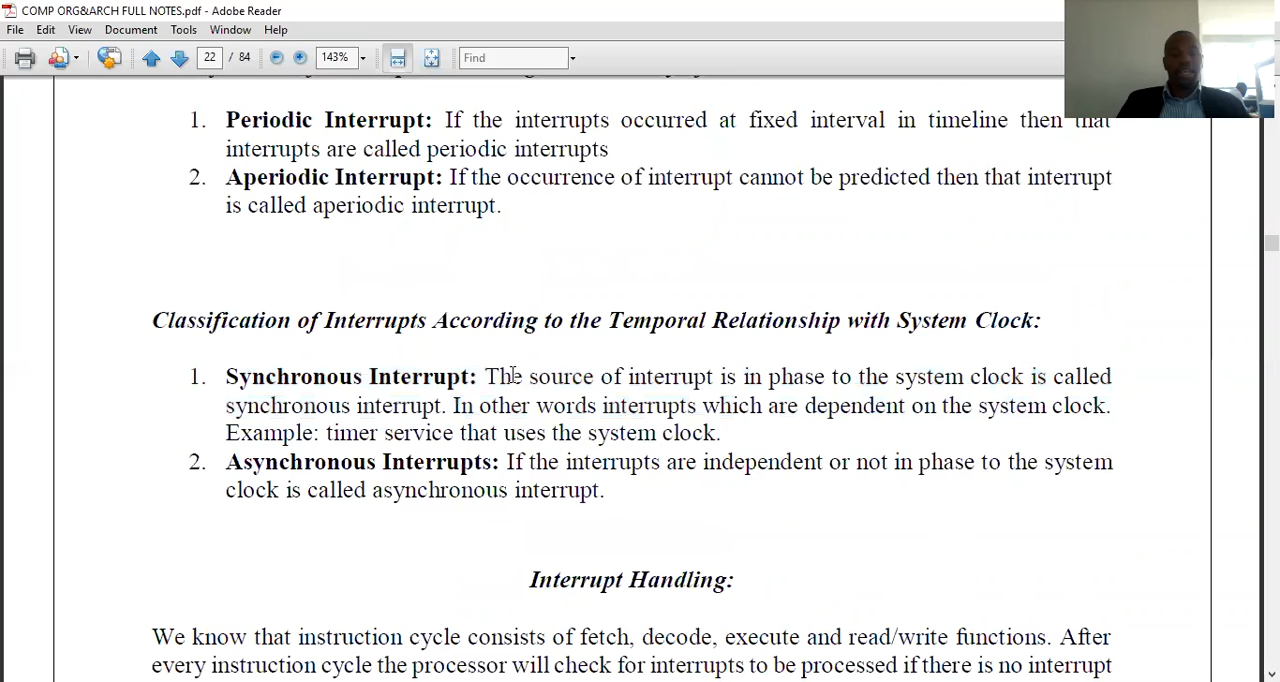 COMP ORG&ARCH FULL NOTES.pdf - Adobe Reader
File Edit View Document Tools Window Help
22 / 84 143% Find
1. Periodic Interrupt: If the interrupts occurred at fixed interval in timeline then that
interrupts are called periodic interrupts
2. Aperiodic Interrupt: If the occurrence of interrupt cannot be predicted then that interrupt
is called aperiodic interrupt.
Classification of Interrupts According to the Temporal Relationship with System Clock:
1. Synchronous Interrupt: The source of interrupt is in phase to the system clock is called
synchronous interrupt. In other words interrupts which are dependent on the system clock.
Example: timer service that uses the system clock.
2. Asynchronous Interrupts: If the interrupts are independent or not in phase to the system
clock is called asynchronous interrupt.
Interrupt Handling:
We know that instruction cycle consists of fetch, decode, execute and read/write functions. After
every instruction cycle the processor will check for interrupts to be processed if there is no interrupt